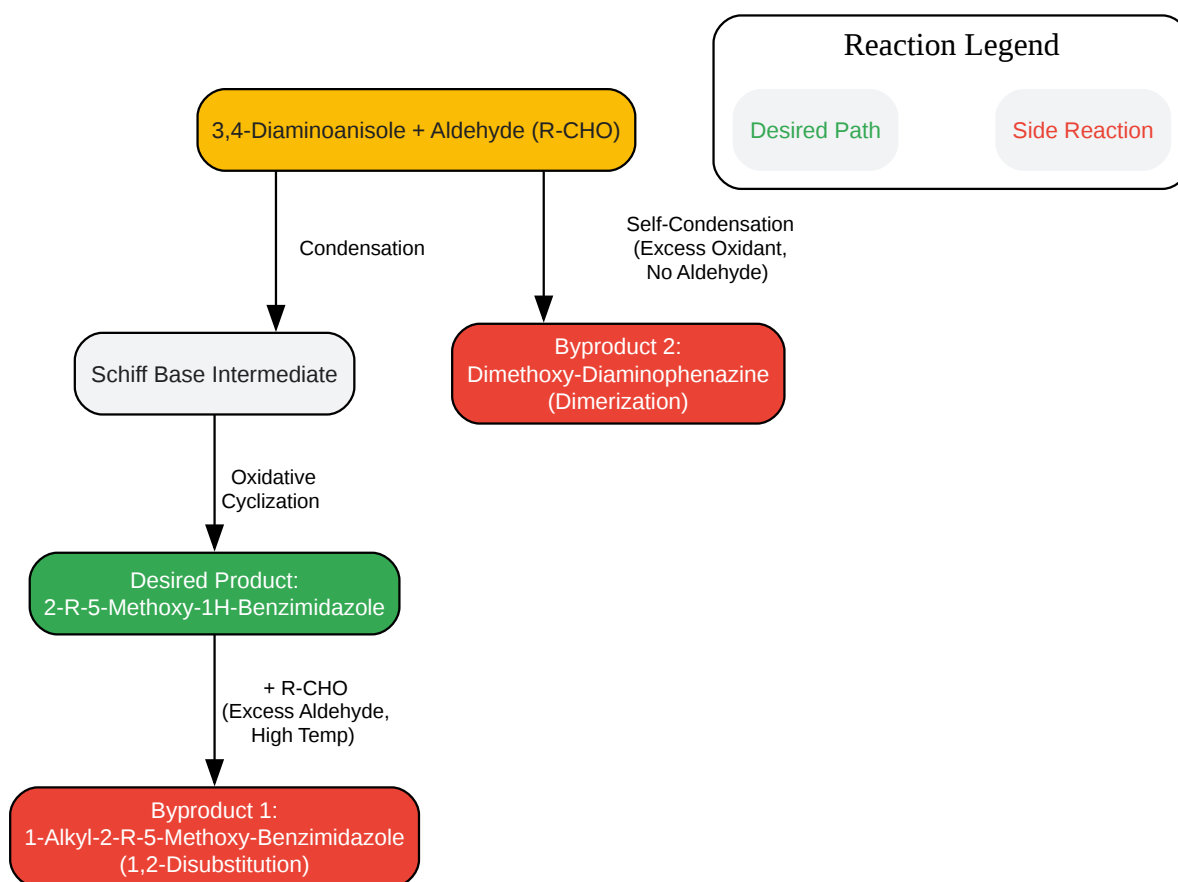 Reaction Legend
Desired Path
Side Reaction
3,4-Diaminoanisole + Aldehyde (R-CHO)
Condensation
Self-Condensation
(Excess Oxidant,
No Aldehyde)
Schiff Base Intermediate
Byproduct 2:
Dimethoxy-Diaminophenazine
(Dimerization)
Oxidative
Cyclization
Desired Product:
2-R-5-Methoxy-1H-Benzimidazole
+ R-CHO
(Excess Aldehyde,
High Temp)
Byproduct 1:
1-Alkyl-2-R-5-Methoxy-Benzimidazole
(1,2-Disubstitution)